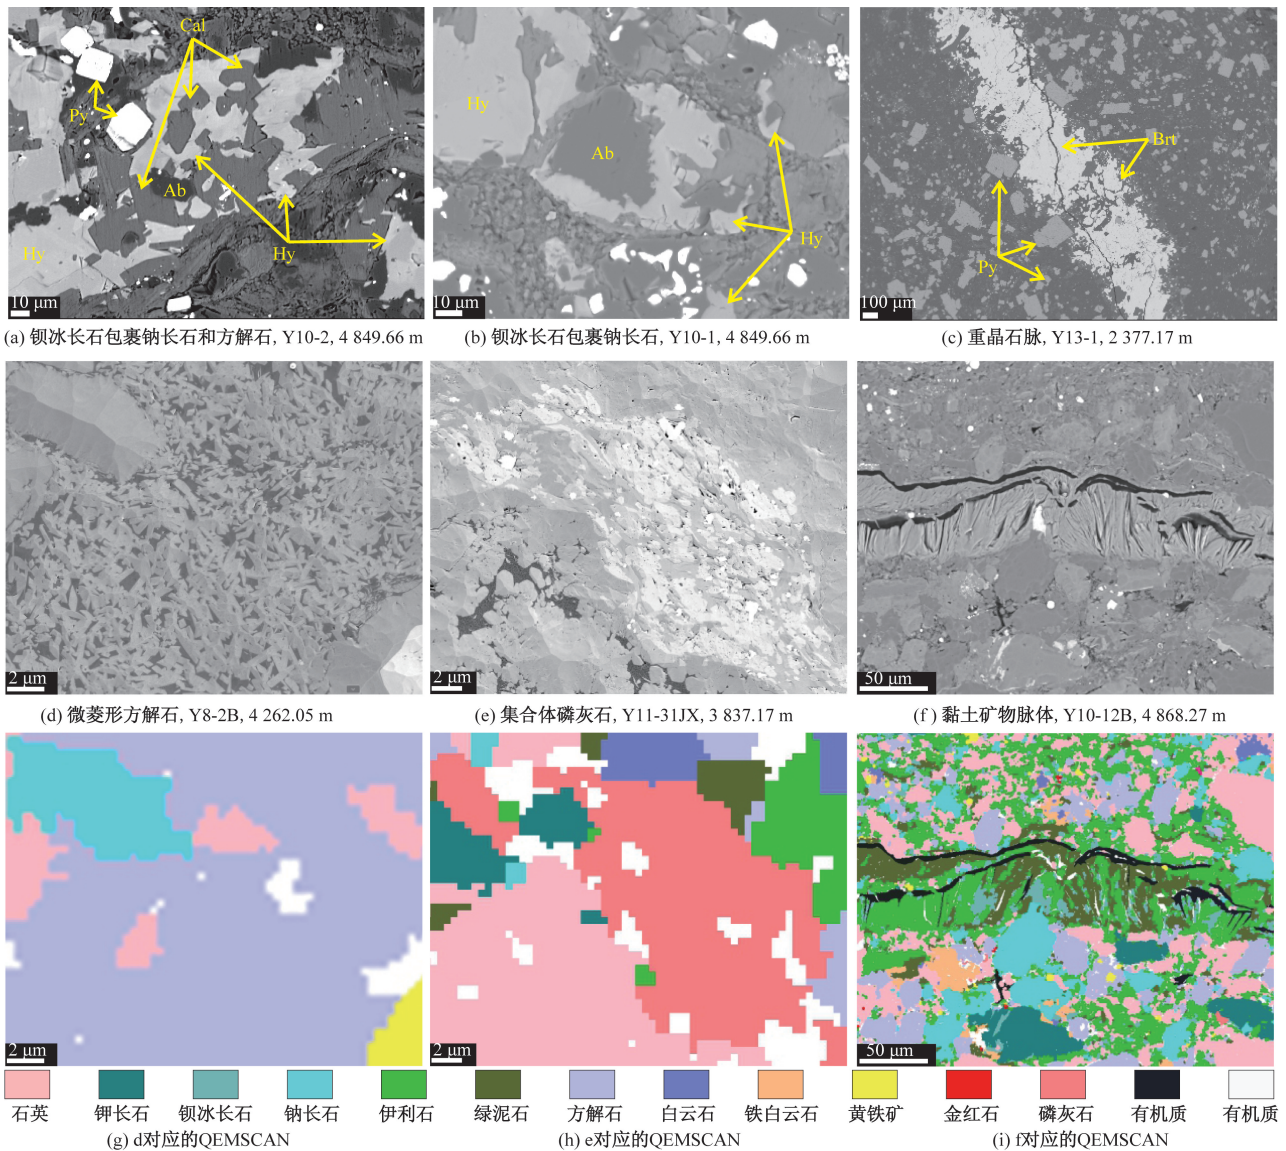 Cal
Py
Ab
Hy
Hy
10 μm
Hy
Ab
Hy
10 μm
Brt
Py
100 μm
(a) 钡冰长石包裹钠长石和方解石, Y10-2, 4 849.66 m
(b) 钡冰长石包裹钠长石, Y10-1, 4 849.66 m
(c) 重晶石脉, Y13-1, 2 377.17 m
2 μm
2 μm
50 μm
(d) 微菱形方解石, Y8-2B, 4 262.05 m
(e) 集合体磷灰石, Y11-31JX, 3 837.17 m
(f) 黏土矿物脉体, Y10-12B, 4 868.27 m
2 μm
2 μm
50 μm
石英 钾长石 钡冰长石 钠长石 伊利石 绿泥石 方解石 白云石 铁白云石 黄铁矿 金红石 磷灰石 有机质 有机质
(g) d对应的QEMSCAN
(h) e对应的QEMSCAN
(i) f对应的QEMSCAN